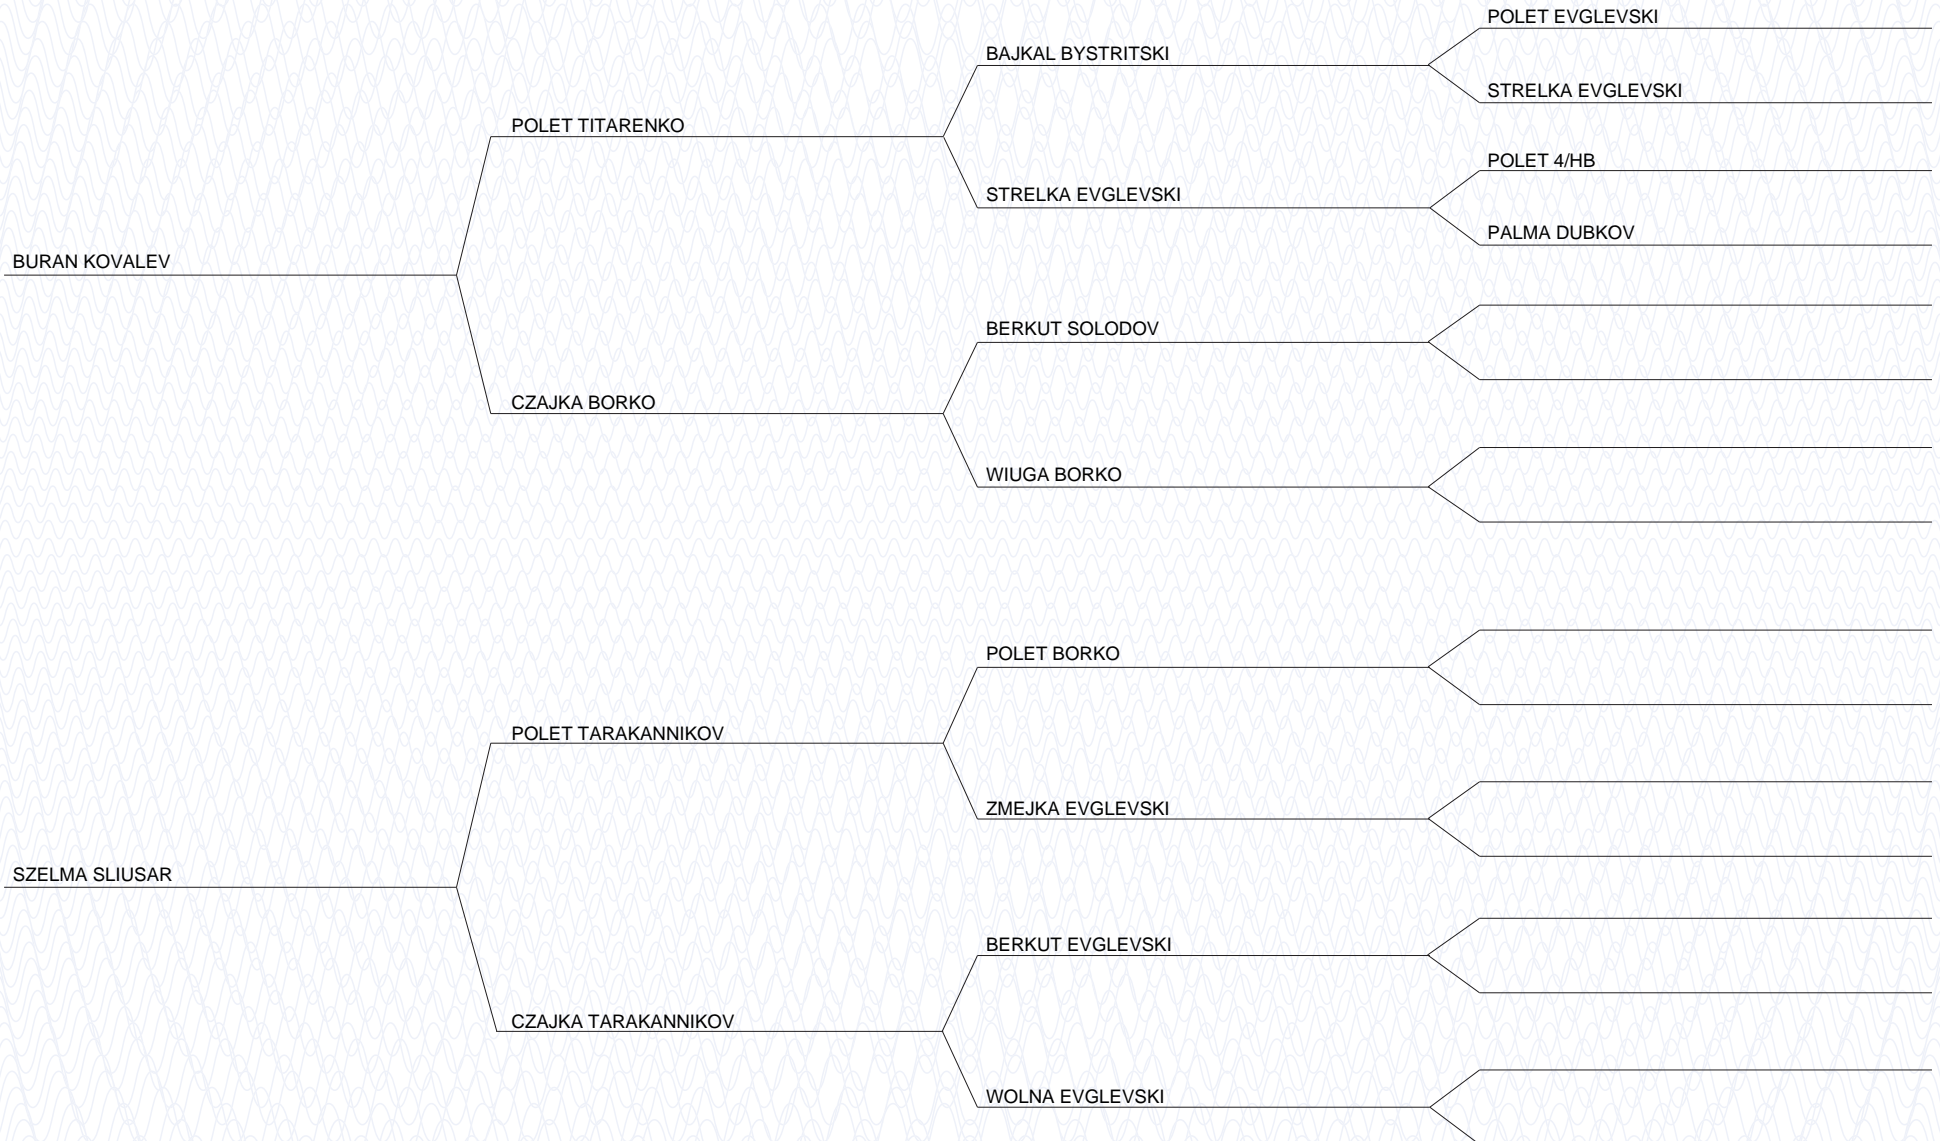 POLET EVGLEVSKI
BAJKAL BYSTRITSKI
STRELKA EVGLEVSKI
POLET TITARENKO
POLET 4/HB
STRELKA EVGLEVSKI
PALMA DUBKOV
BURAN KOVALEV
BERKUT SOLODOV
CZAJKA BORKO
WIUGA BORKO
POLET BORKO
POLET TARAKANNIKOV
ZMEJKA EVGLEVSKI
SZELMA SLIUSAR
BERKUT EVGLEVSKI
CZAJKA TARAKANNIKOV
WOLNA EVGLEVSKI